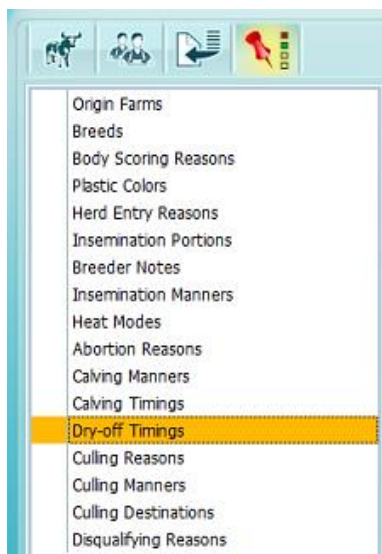 Origin Farms
Breeds
Body Scoring Reasons
Plastic Colors
Herd Entry Reasons
Insemination Portions
Breeder Notes
Insemination Manners
Heat Modes
Abortion Reasons
Calving Manners
Calving Timings
Dry-off Timings
Culling Reasons
Culling Manners
Culling Destinations
Disqualifying Reasons